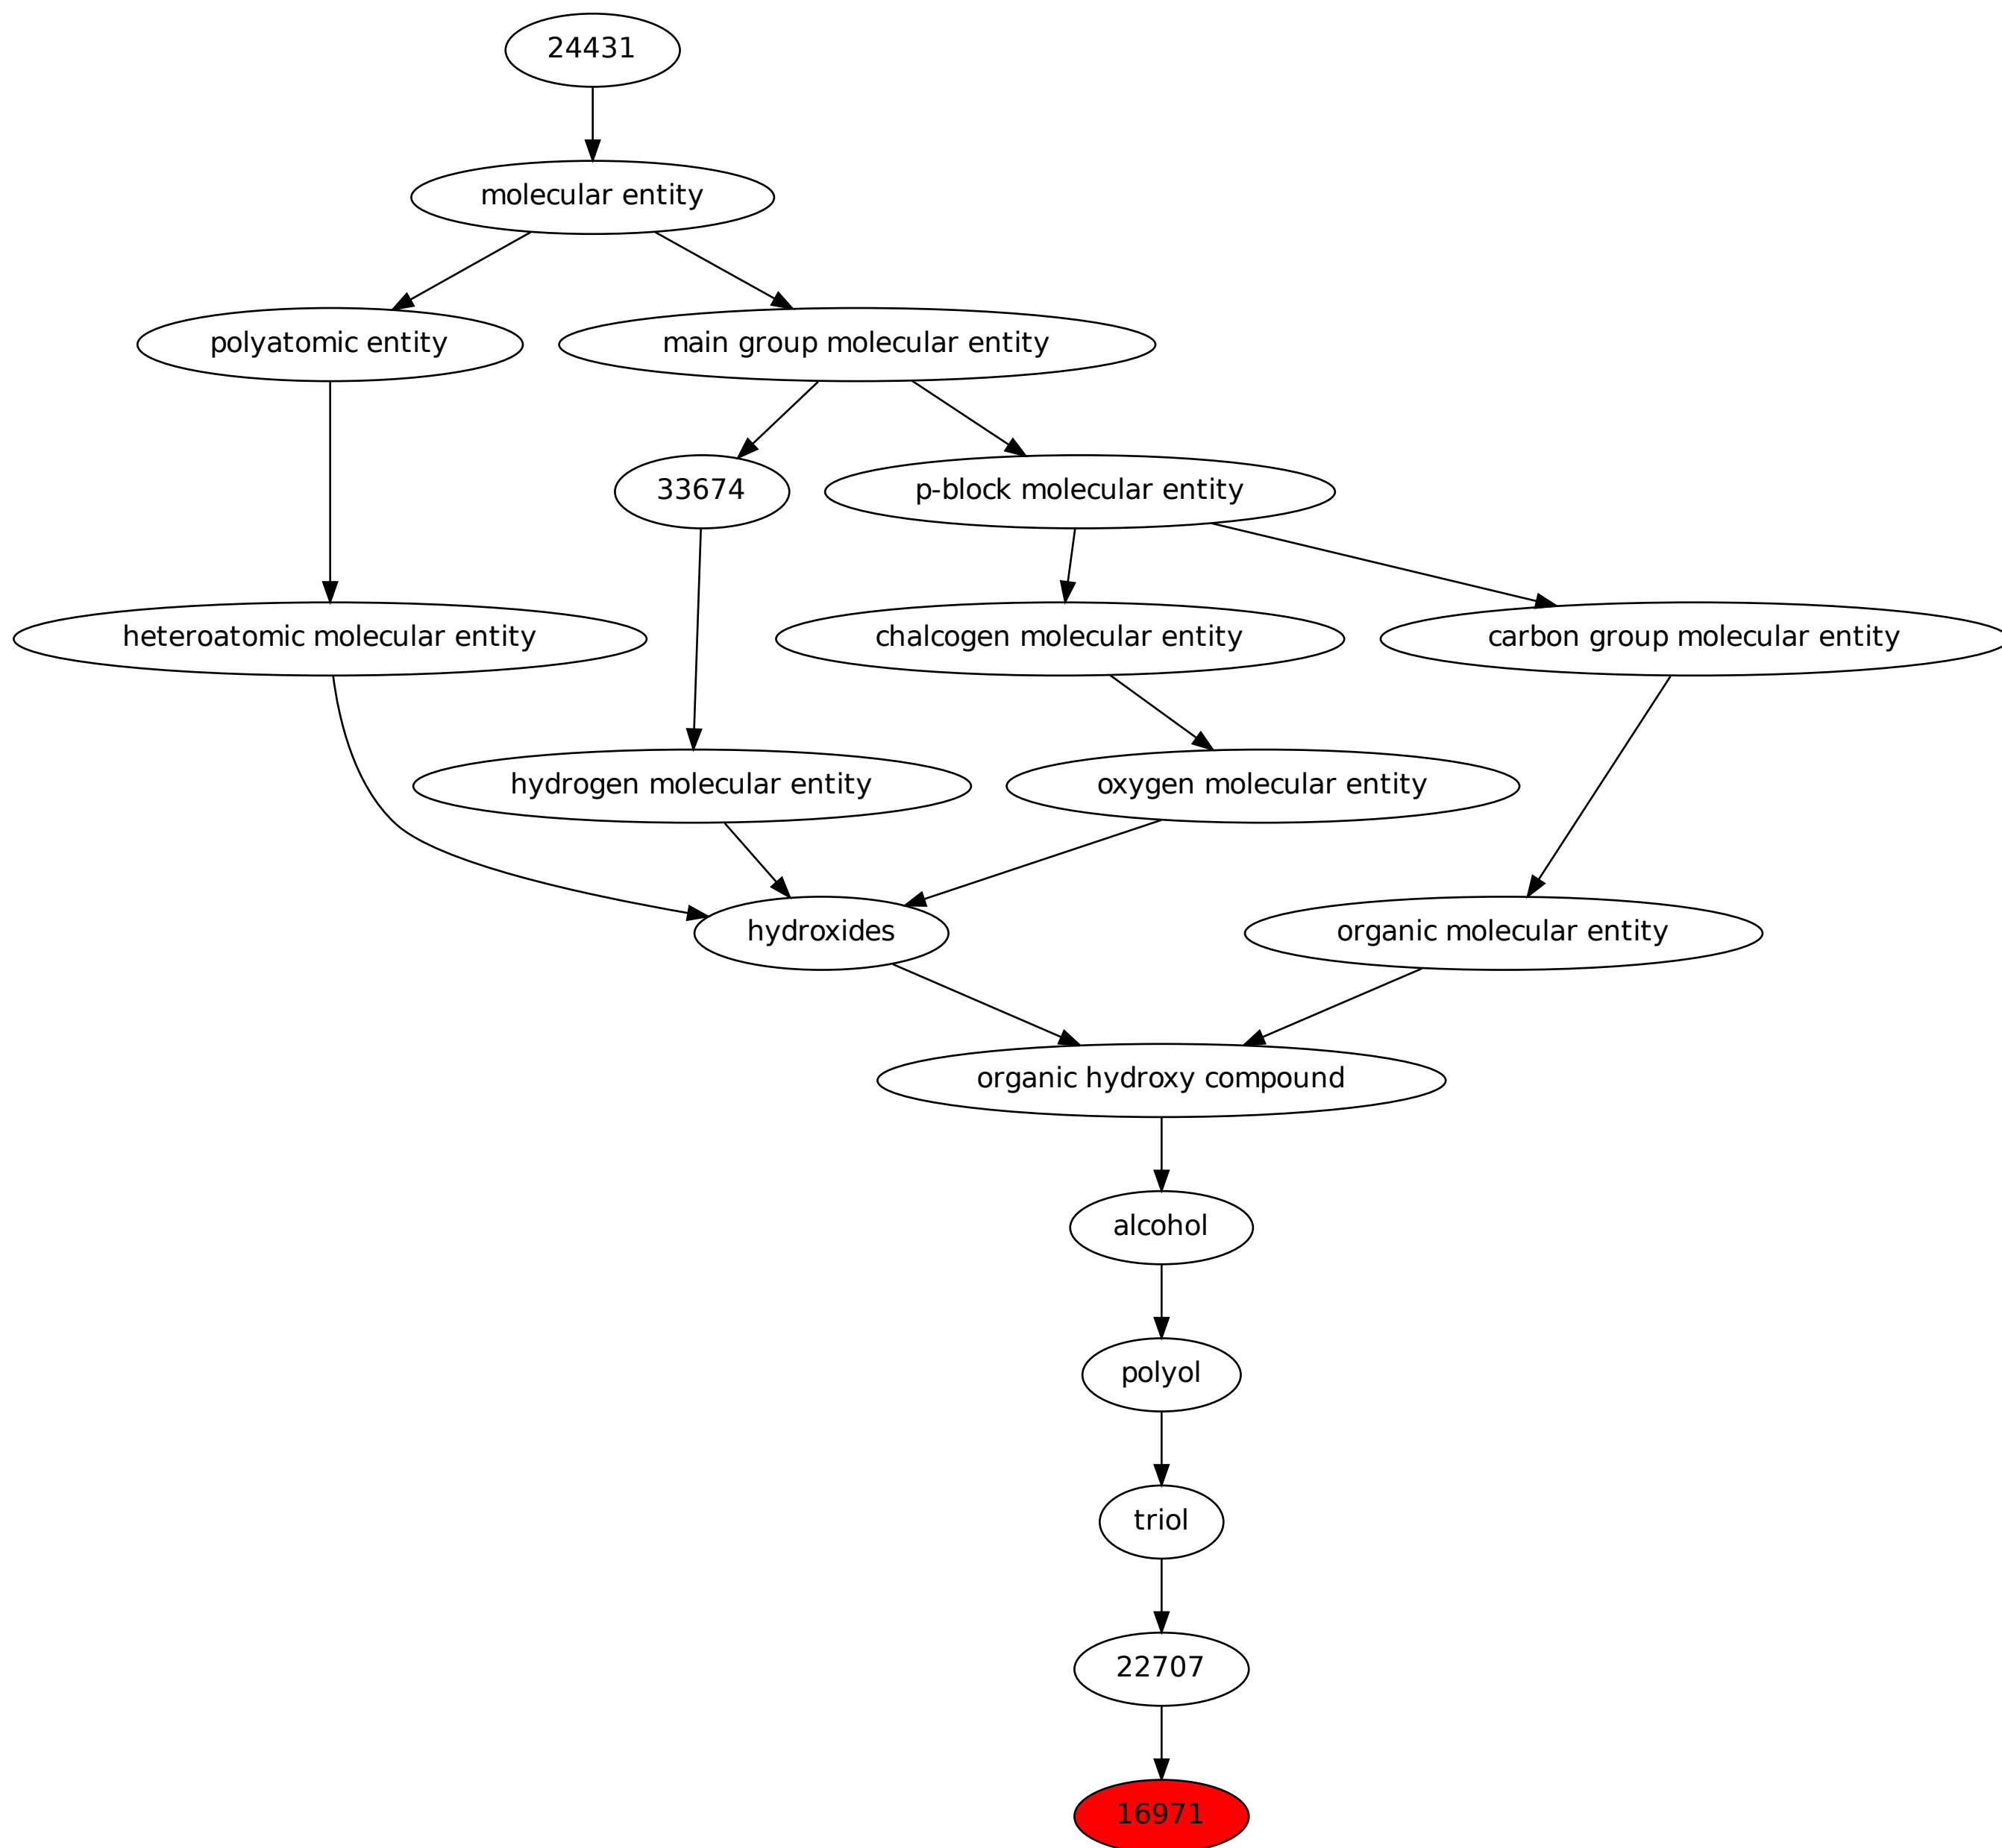 24431
molecular entity
polyatomic entity
main group molecular entity
33674
p-block molecular entity
heteroatomic molecular entity
chalcogen molecular entity
carbon group molecular entity
hydrogen molecular entity
oxygen molecular entity
hydroxides
organic molecular entity
organic hydroxy compound
alcohol
polyol
triol
22707
16971